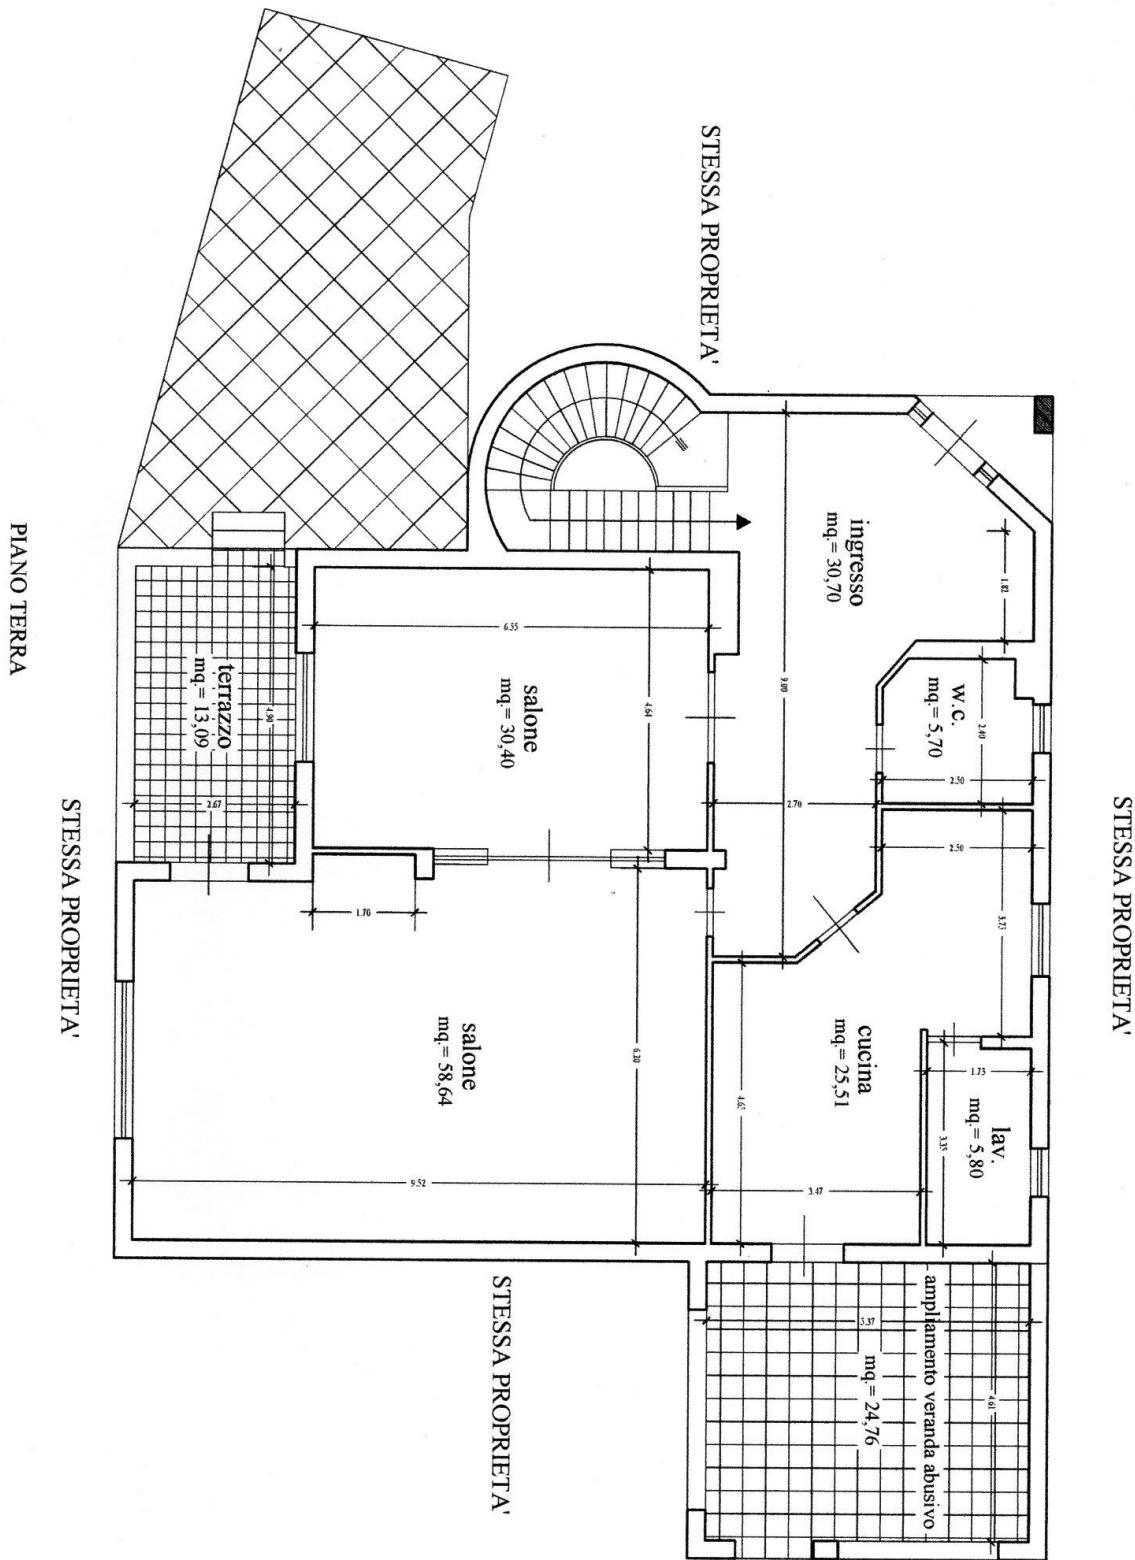 STESSA PROPRIETA'
STESSA PROPRIETA'
ingresso
mq.= 30,70
1.82
9.00
2.70
w.c.
mq.= 5,70
2.40
2.50
2.50
3.73
salone
mq.= 30,40
6.55
4.64
terrazzo
mq.= 13,09
4.90
2.67
1.70
salone
mq.= 58,64
6.20
9.52
cucina
mq.= 25,51
3.47
lav.
mq.= 5,80
1.73
3.35
ampliamento veranda abusivo
mq.= 24,76
5.37
4.61
STESSA PROPRIETA'
STESSA PROPRIETA'
PIANO TERRA